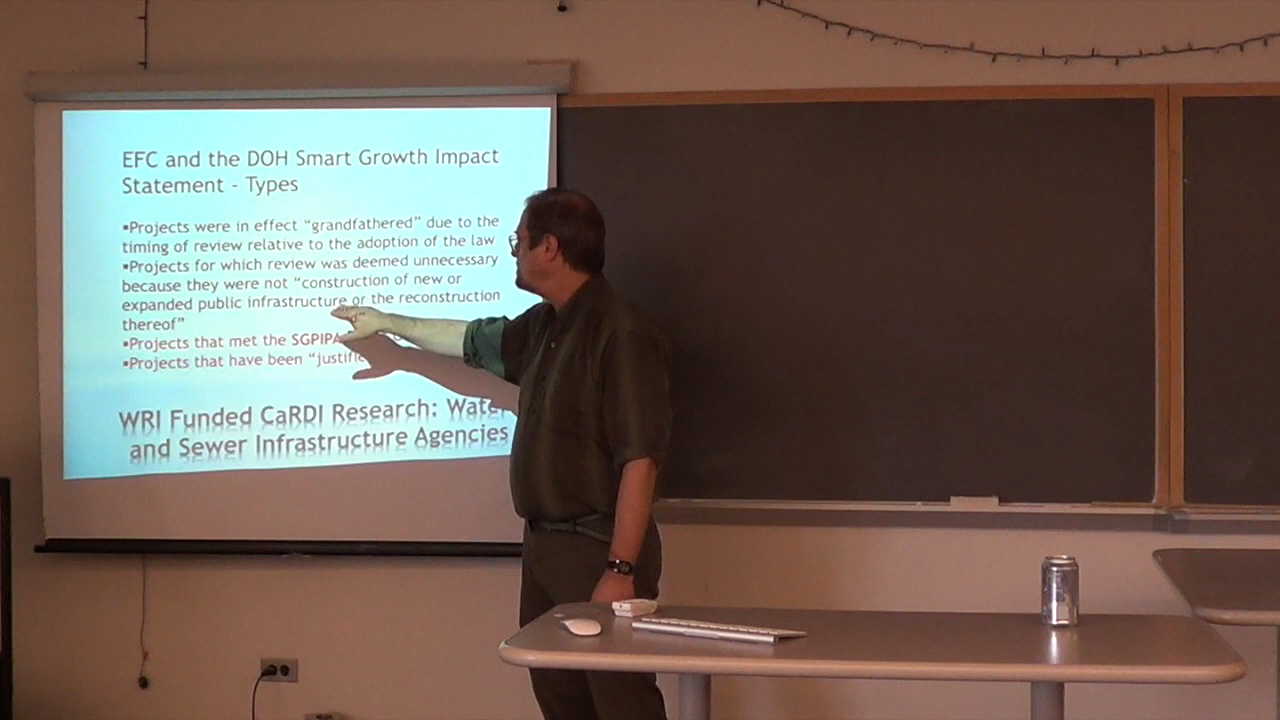 EFC and the DOH Smart Growth Impact
Statement - Types
▪Projects were in effect “grandfathered” due to the
timing of review relative to the adoption of the law
▪Projects for which review was deemed unnecessary
because they were not “construction of new or
expanded public infrastructure or the reconstruction
thereof”
▪Projects that met the SGPIPA
▪Projects that have been “justifie
WRI Funded CaRDI Research: Water
and Sewer Infrastructure Agencies